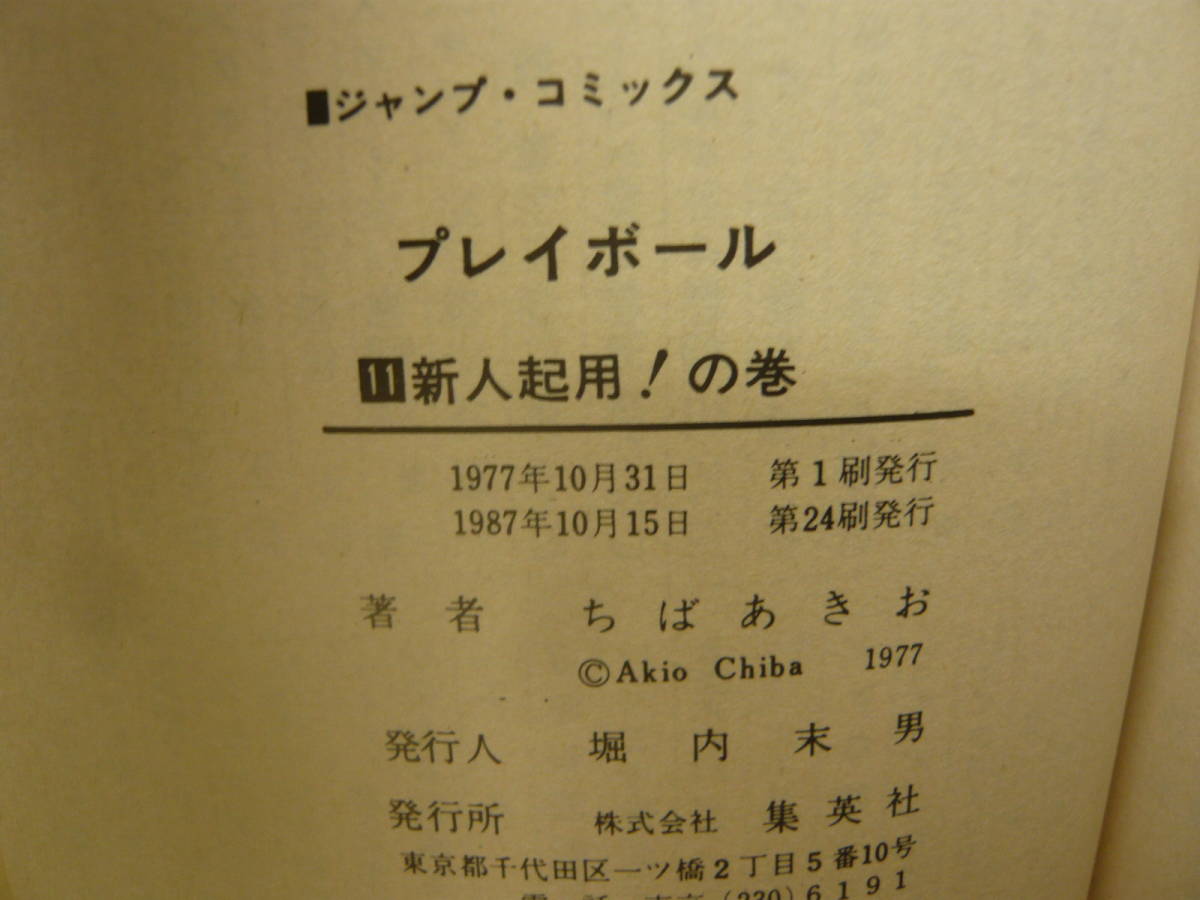 ■ジャンプ・コミックス
プレイボール
11新人起用!の巻
1977年10月31日 第1刷発行
1987年10月15日 第24刷発行
著者 ちばあきお
©Akio Chiba 1977
発行人 堀内末男
発行所 株式会社 集英社
東京都千代田区一ツ橋2丁目5番10号
(230)6191